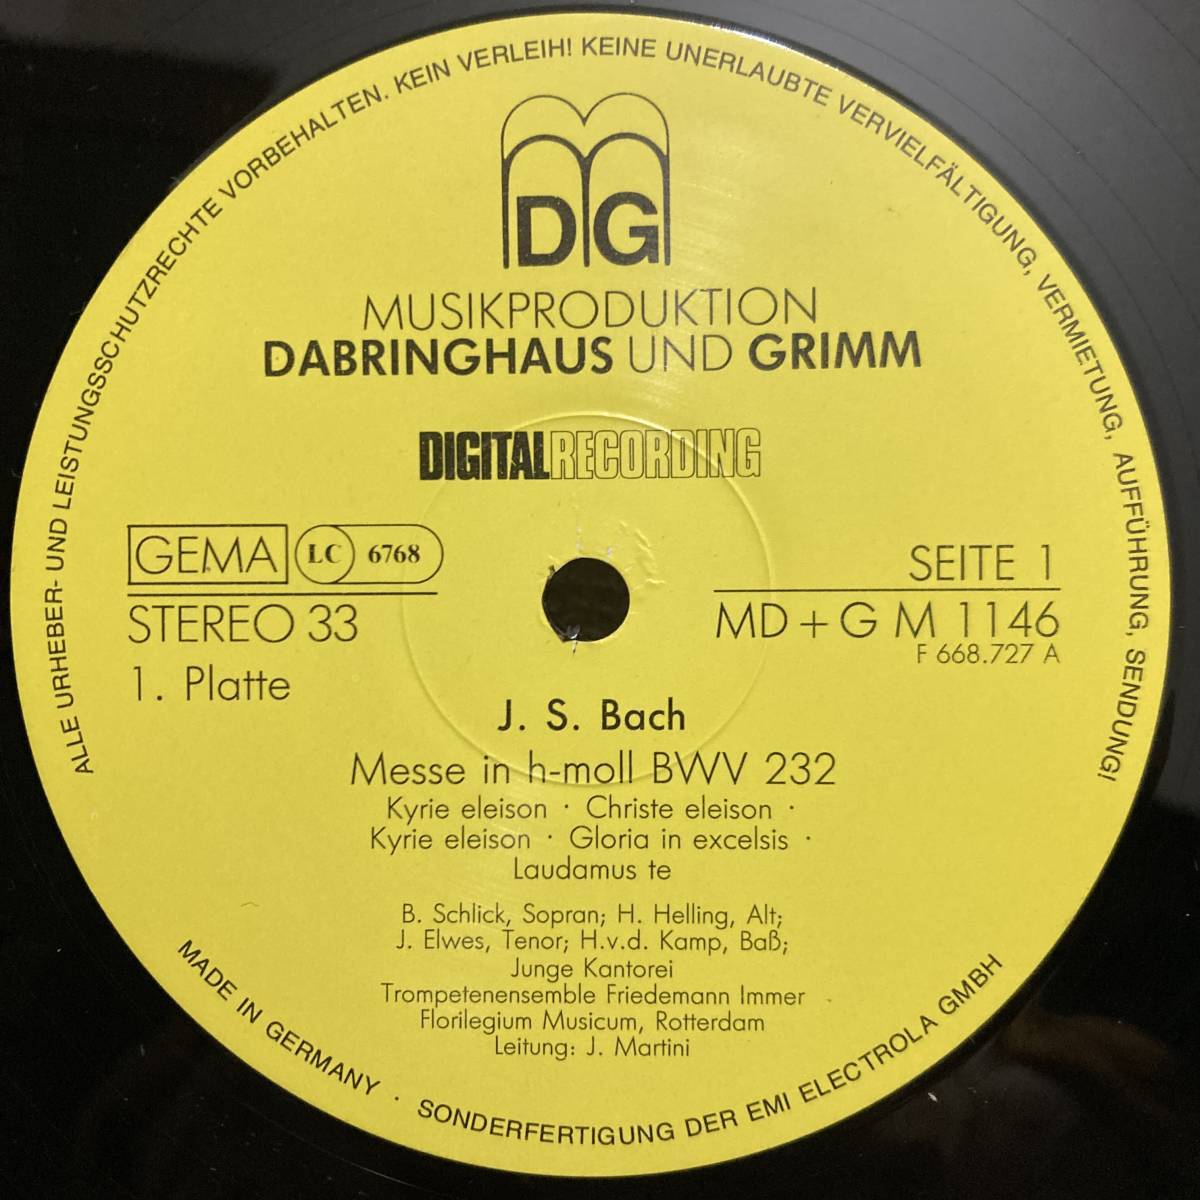 ALLE URHEBER- UND LEISTUNGSSCHUTZRECHTE VORBEHALTEN. KEIN VERLEIH! KEINE UNERLAUBTE VERVIELFÄLTIGUNG, VERMIETUNG, AUFFÜHRUNG, SENDUNG!
DG
MUSIKPRODUKTION
DABRINGHAUS UND GRIMM
DIGITALRECORDING
GEMA LC 6768
STEREO 33
1. Platte
SEITE 1
MD + G M 1146
F 668.727 A
J. S. Bach
Messe in h-moll BWV 232
Kyrie eleison · Christe eleison ·
Kyrie eleison · Gloria in excelsis ·
Laudamus te
B. Schlick, Sopran; H. Helling, Alt;
J. Elwes, Tenor; H.v.d. Kamp, Baß;
Junge Kantorei
Trompetenensemble Friedemann Immer
Florilegium Musicum, Rotterdam
Leitung: J. Martini
MADE IN GERMANY · SONDERFERTIGUNG DER EMI ELECTROLA GMBH